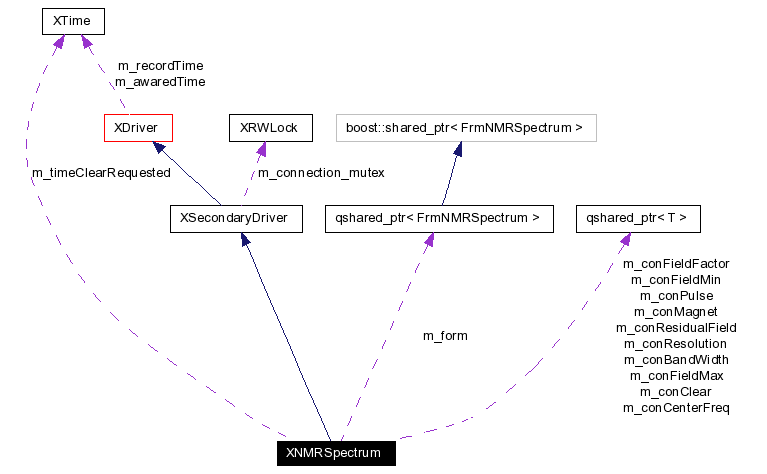 XTime
m_recordTime
m_awaredTime
XDriver
XRWLock
boost::shared_ptr< FrmNMRSpectrum >
m_timeClearRequested
m_connection_mutex
XSecondaryDriver
qshared_ptr< FrmNMRSpectrum >
qshared_ptr< T >
m_conFieldFactor
m_conFieldMin
m_conPulse
m_conMagnet
m_conResidualField
m_conResolution
m_conBandWidth
m_conFieldMax
m_conClear
m_conCenterFreq
m_form
XNMRSpectrum